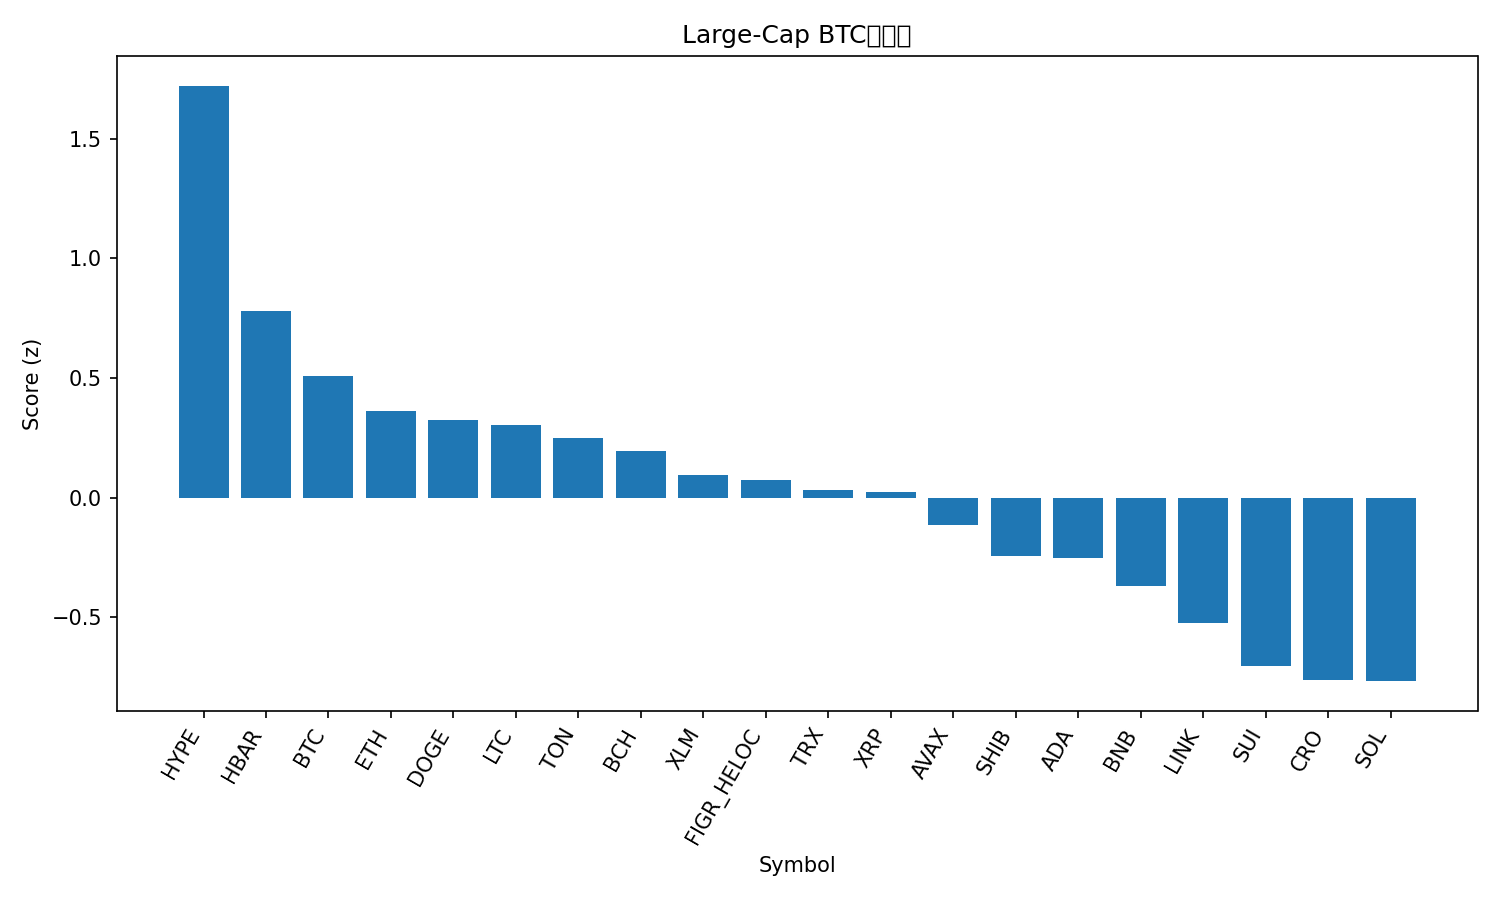 Large-Cap BTC
Score (z)
1.5
1.0
0.5
0.0
−0.5
HYPE
HBAR
BTC
ETH
DOGE
LTC
TON
BCH
XLM
FIGR_HELOC
TRX
XRP
AVAX
SHIB
ADA
BNB
LINK
SUI
CRO
SOL
Symbol